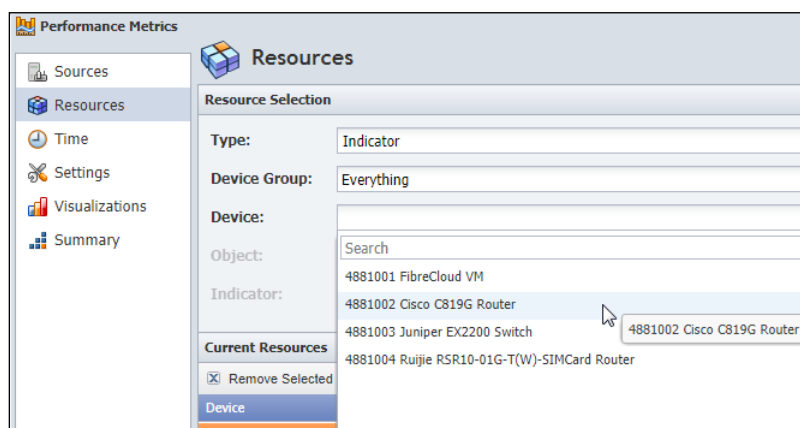 Performance Metrics
Sources
Resources
Time
Settings
Visualizations
Summary
Resources
Resource Selection
Type:
Indicator
Device Group:
Everything
Device:
Search
4881001 FibreCloud VM
4881002 Cisco C819G Router
4881003 Juniper EX2200 Switch
4881004 Ruijie RSR10-01G-T(W)-SIMCard Router
4881002 Cisco C819G Router
Object:
Indicator:
Current Resources
Remove Selected
Device